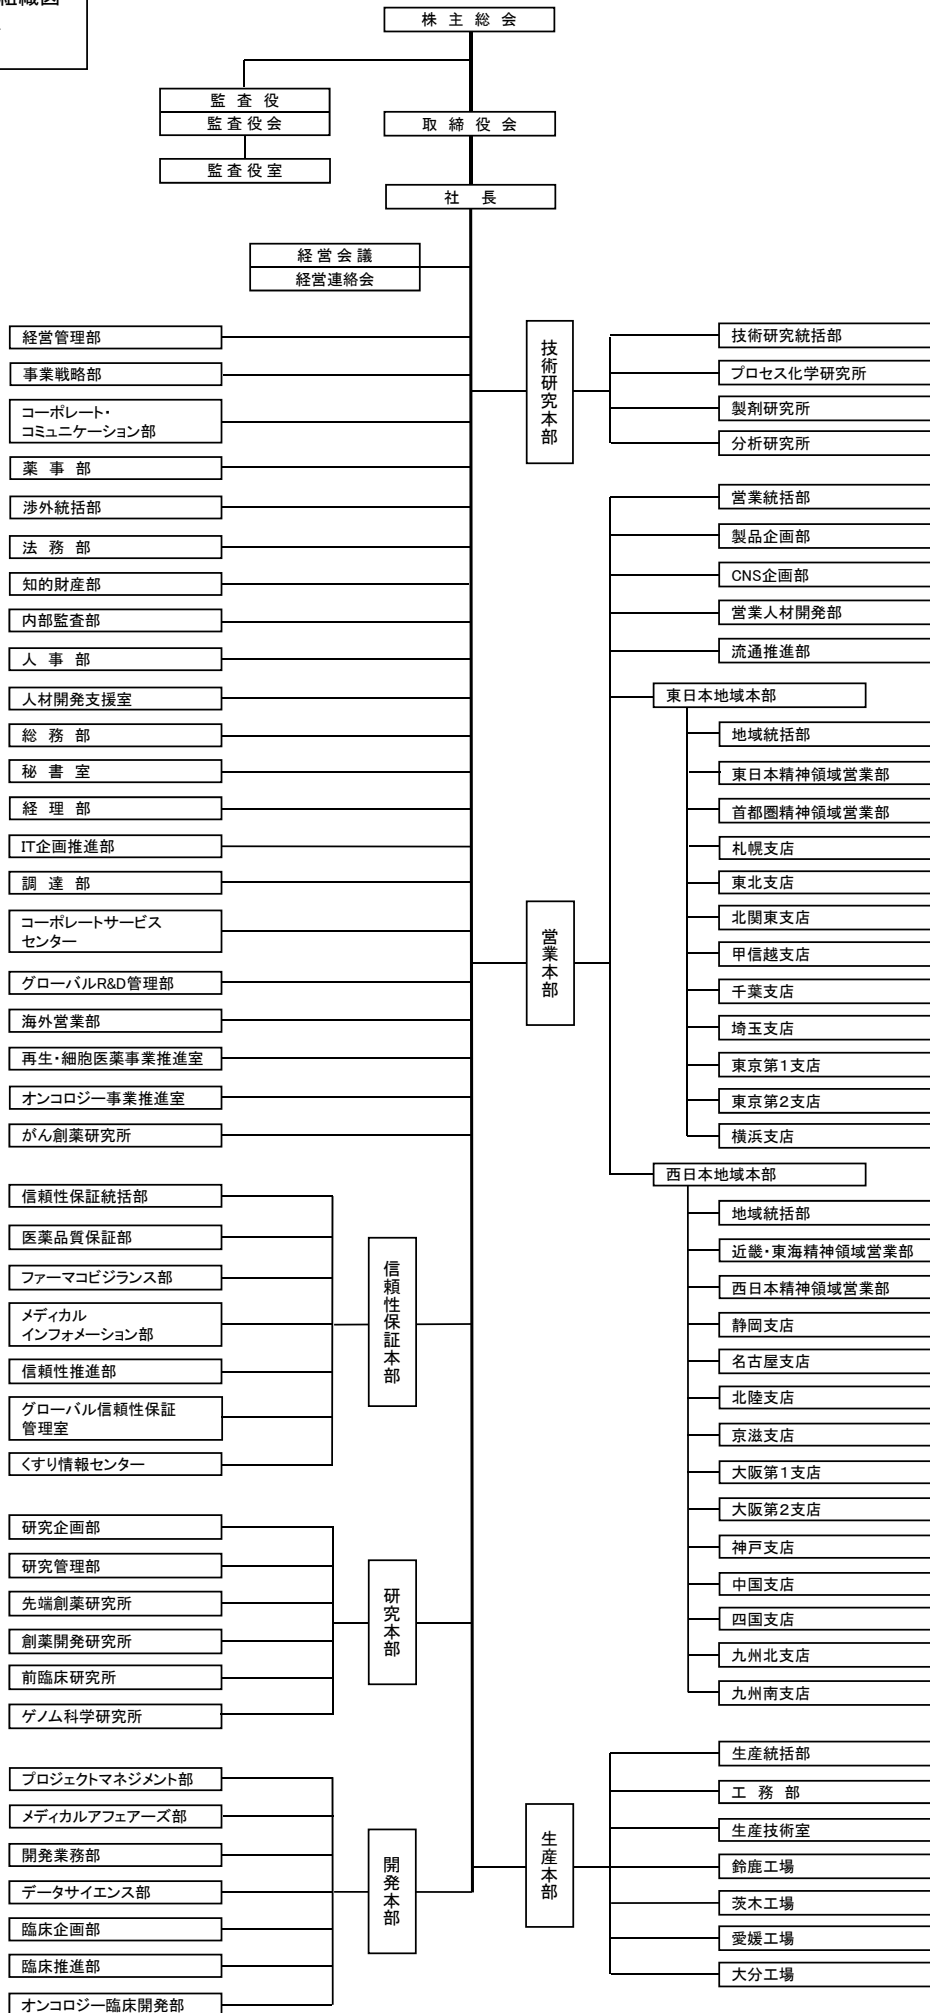 組織図
株 主 総 会
監 査 役
監 査 役 会
取 締 役 会
監 査 役 室
社 長
経 営 会 議
経営連絡会
経営管理部
事業戦略部
コーポレート・
コミュニケーション部
薬 事 部
渉外統括部
法 務 部
知的財産部
内部監査部
人 事 部
人材開発支援室
総 務 部
秘 書 室
経 理 部
IT企画推進部
調 達 部
コーポレートサービス
センター
グローバルR&D管理部
海外営業部
再生・細胞医薬事業推進室
オンコロジー事業推進室
がん創薬研究所
信頼性保証統括部
医薬品質保証部
ファーマコビジランス部
メディカル
インフォメーション部
信頼性推進部
グローバル信頼性保証
管理室
くすり情報センター
信頼性保証本部
研究企画部
研究管理部
先端創薬研究所
創薬開発研究所
前臨床研究所
ゲノム科学研究所
研究本部
プロジェクトマネジメント部
メディカルアフェアーズ部
開発業務部
データサイエンス部
臨床企画部
臨床推進部
オンコロジー臨床開発部
開発本部
技術研究本部
技術研究統括部
プロセス化学研究所
製剤研究所
分析研究所
営業本部
営業統括部
製品企画部
CNS企画部
営業人材開発部
流通推進部
東日本地域本部
地域統括部
東日本精神領域営業部
首都圏精神領域営業部
札幌支店
東北支店
北関東支店
甲信越支店
千葉支店
埼玉支店
東京第1支店
東京第2支店
横浜支店
西日本地域本部
地域統括部
近畿・東海精神領域営業部
西日本精神領域営業部
静岡支店
名古屋支店
北陸支店
京滋支店
大阪第1支店
大阪第2支店
神戸支店
中国支店
四国支店
九州北支店
九州南支店
生産本部
生産統括部
工 務 部
生産技術室
鈴鹿工場
茨木工場
愛媛工場
大分工場